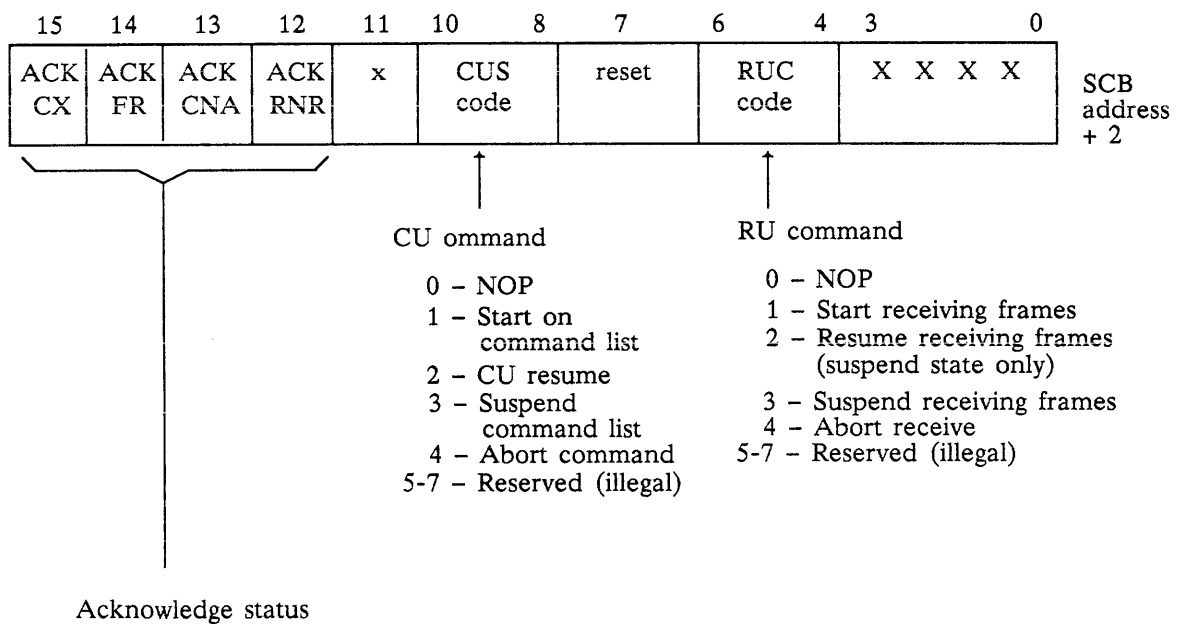 15 14 13 12 11 10 8 7 6 4 3 0
ACK CX
ACK FR
ACK CNA
ACK RNR
x
CUS code
reset
RUC code
X X X X
SCB
address
+ 2
CU ommand
0 – NOP
1 – Start on
command list
2 – CU resume
3 – Suspend
command list
4 – Abort command
5-7 – Reserved (illegal)
RU command
0 – NOP
1 – Start receiving frames
2 – Resume receiving frames
(suspend state only)
3 – Suspend receiving frames
4 – Abort receive
5-7 – Reserved (illegal)
Acknowledge status